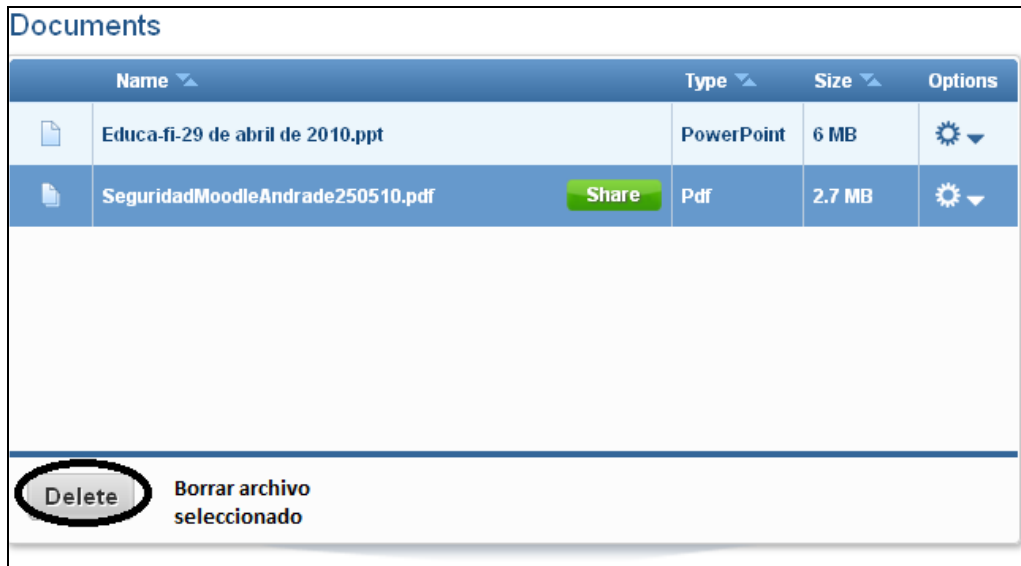 Documents
Name Type Size Options
Educa-fi-29 de abril de 2010.ppt PowerPoint 6 MB
SeguridadMoodleAndrade250510.pdf Share Pdf 2.7 MB
Delete
Borrar archivo
seleccionado